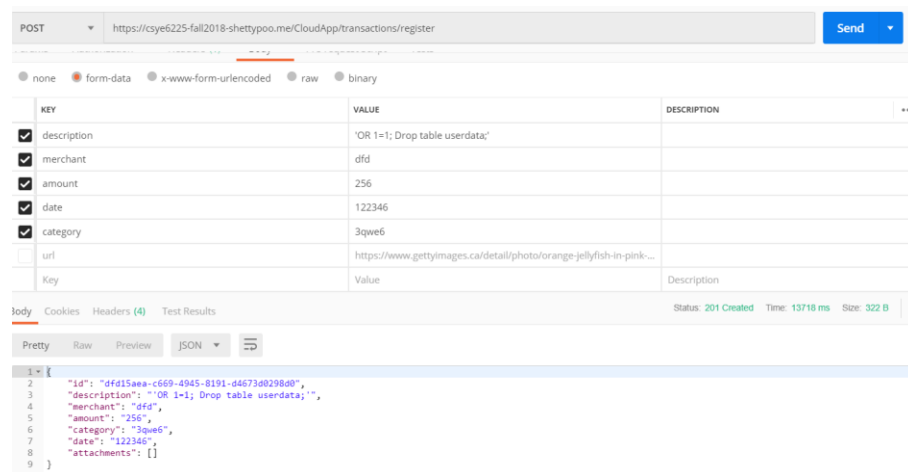 POST https://csye6225-fall2018-shettypoo.me/CloudApp/transactions/register Send
none form-data x-www-form-urlencoded raw binary
KEY VALUE DESCRIPTION
description 'OR 1=1; Drop table userdata;'
merchant dfd
amount 256
date 122346
category 3qwe6
url https://www.gettyimages.ca/detail/photo/orange-jellyfish-in-pink-...
Key Value Description
Body Cookies Headers (4) Test Results Status: 201 Created Time: 13718 ms Size: 322 B
Pretty Raw Preview JSON
1 {
2 "id": "dfd15aea-c669-4945-8191-d4673d0298d0",
3 "description": "'OR 1=1; Drop table userdata;'",
4 "merchant": "dfd",
5 "amount": "256",
6 "category": "3qwe6",
7 "date": "122346",
8 "attachments": []
9 }